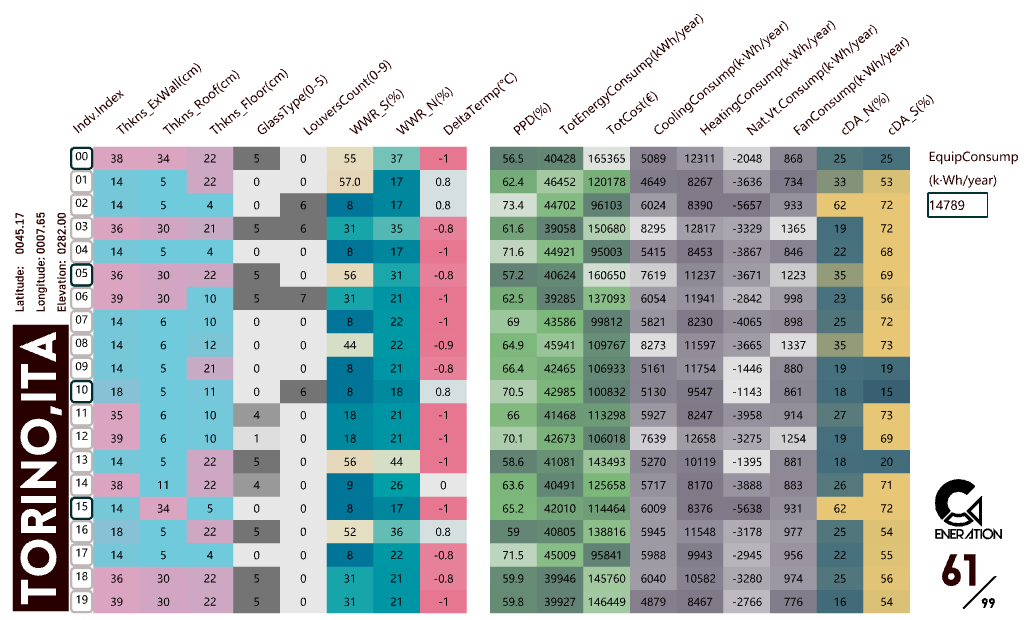 Indv.Index Thkns_ExWall(cm) Thkns_Roof(cm) Thkns_Floor(cm) GlassType(0-5) LouversCount(0-9) WWR_S(%) WWR_N(%) DeltaTermp(°C) PPD(%) TotEnergyConsump(kWh/year) TotCost(€) CoolingConsump(k·Wh/year) HeatingConsump(k·Wh/year) Nat.Vt.Consump(k·Wh/year) FanConsump(k·Wh/year) cDA_N(%) cDA_S(%)
00 38 34 22 5 0 55 37 -1 56.5 40428 165365 5089 12311 -2048 868 25 25
01 14 5 22 0 0 57.0 17 0.8 62.4 46452 120178 4649 8267 -3636 734 33 53
02 14 5 4 0 6 8 17 0.8 73.4 44702 96103 6024 8390 -5657 933 62 72
03 36 30 21 5 6 31 35 -0.8 61.6 39058 150680 8295 12817 -3329 1365 19 72
04 14 5 4 0 0 8 17 -1 71.6 44921 95003 5415 8453 -3867 846 22 68
05 36 30 22 5 0 56 31 -0.8 57.2 40624 160650 7619 11237 -3671 1223 35 69
06 39 30 10 5 7 31 21 -1 62.5 39285 137093 6054 11941 -2842 998 23 56
07 14 6 10 0 0 8 22 -1 69 43586 99812 5821 8230 -4065 898 25 72
08 14 6 12 0 0 44 22 -0.9 64.9 45941 109767 8273 11597 -3665 1337 35 73
09 14 5 21 0 0 8 21 -0.8 66.4 42465 106933 5161 11754 -1446 880 19 19
10 18 5 11 0 6 8 18 0.8 70.5 42985 100832 5130 9547 -1143 861 18 15
11 35 6 10 4 0 18 21 -1 66 41468 113298 5927 8247 -3958 914 27 73
12 39 6 10 1 0 18 21 -1 70.1 42673 106018 7639 12658 -3275 1254 19 69
13 14 5 22 5 0 56 44 -1 58.6 41081 143493 5270 10119 -1395 881 18 20
14 38 11 22 4 0 9 26 0 63.6 40491 125658 5717 8170 -3888 883 26 71
15 14 34 5 0 0 8 17 -1 65.2 42010 114464 6009 8376 -5638 931 62 72
16 18 5 22 5 0 52 36 0.8 59 40805 138816 5945 11548 -3178 977 25 54
17 14 5 4 0 0 8 22 -0.8 71.5 45009 95841 5988 9943 -2945 956 22 55
18 36 30 22 5 0 31 21 -0.8 59.9 39946 145760 6040 10582 -3280 974 25 56
19 39 30 22 5 0 31 21 -1 59.8 39927 146449 4879 8467 -2766 776 16 54
EquipConsump
(k·Wh/year)
14789
Latitude: 0045.17
Longitude: 0007.65
Elevation: 0282.00
TORINO,ITA
ENERATION
61/99